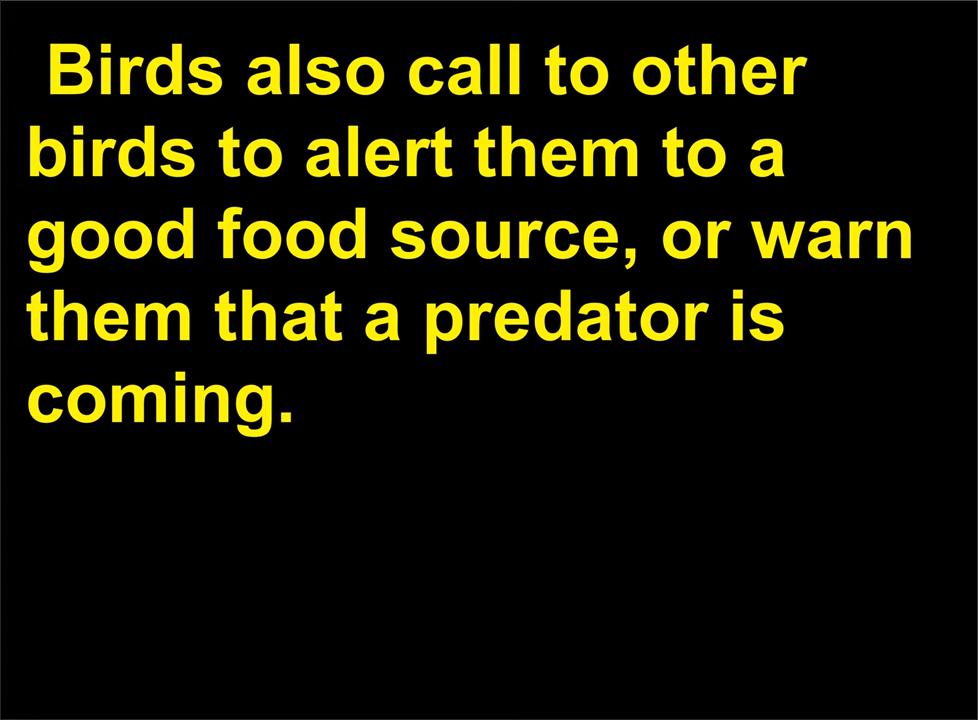 Birds also call to other
birds to alert them to a
good food source, or warn
them that a predator is
coming.